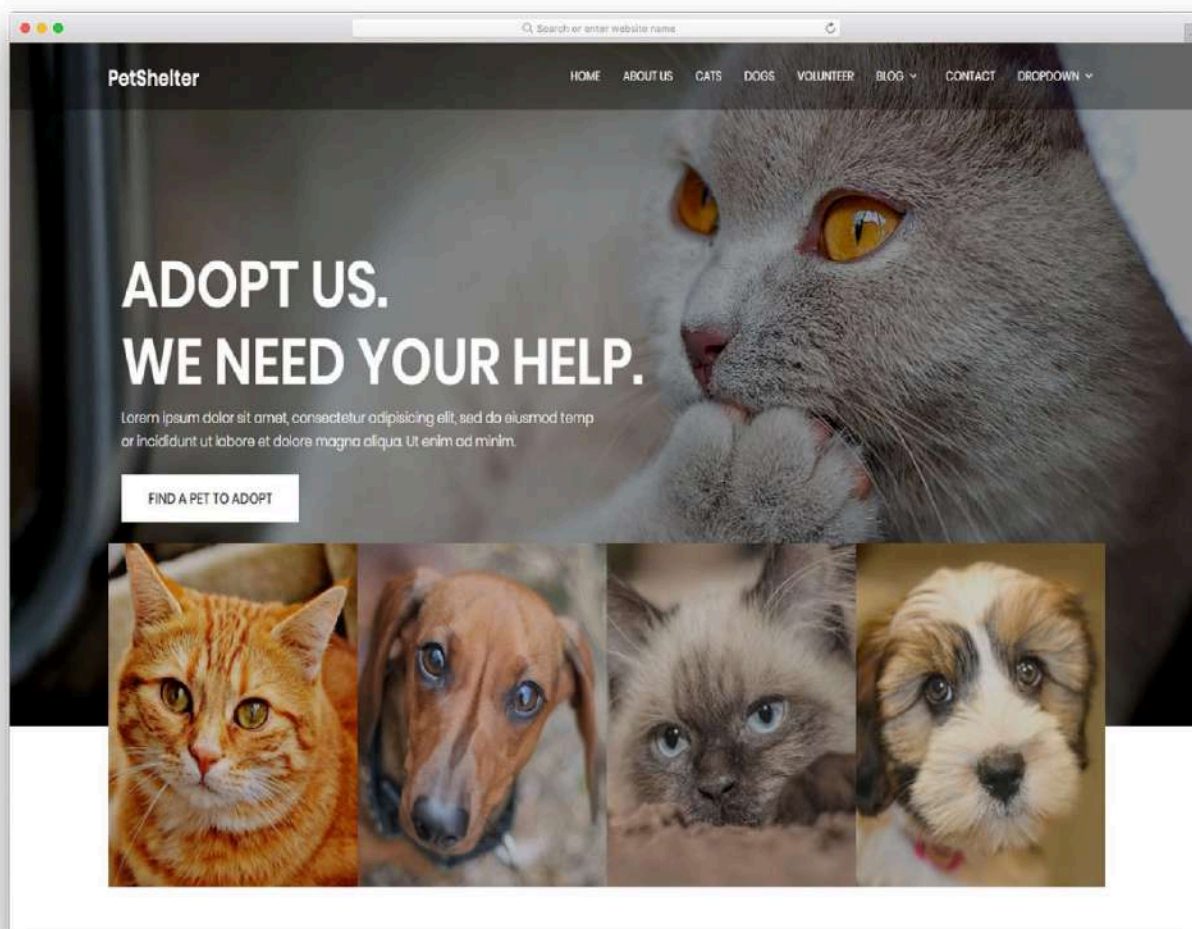 Search or enter website name
PetShelter
HOME ABOUT US CATS DOGS VOLUNTEER BLOG CONTACT DROPDOWN
ADOPT US.
WE NEED YOUR HELP.
Lorem ipsum dolor sit amet, consectetur adipisicing elit, sed do eiusmod temp
or incididunt ut labore et dolore magna aliqua. Ut enim ad minim.
FIND A PET TO ADOPT